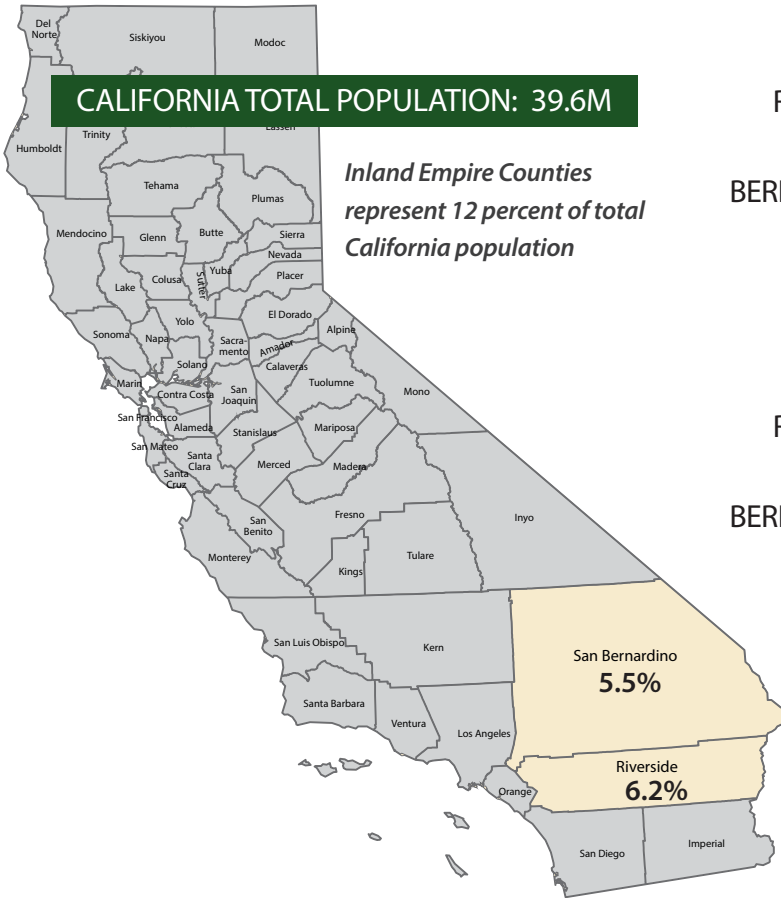 Del
Norte
Siskiyou
Modoc
CALIFORNIA TOTAL POPULATION: 39.6M
Humboldt
Trinity
Lassen
Inland Empire Counties
represent 12 percent of total
California population
Tehama
Plumas
Mendocino
Glenn
Butte
Sierra
Nevada
Yuba
Placer
Lake
Colusa
Sutter
El Dorado
Yolo
Sonoma
Napa
Sacra-
mento
Amador
Alpine
Solano
Calaveras
Marin
Contra Costa
San
Joaquin
Tuolumne
Mono
San Francisco
Alameda
Stanislaus
Mariposa
San Mateo
Santa
Clara
Merced
Madera
Santa
Cruz
Fresno
Inyo
San
Benito
Monterey
Tulare
Kings
San Luis Obispo
Kern
San Bernardino
5.5%
Santa Barbara
Ventura
Los Angeles
Riverside
6.2%
Orange
San Diego
Imperial